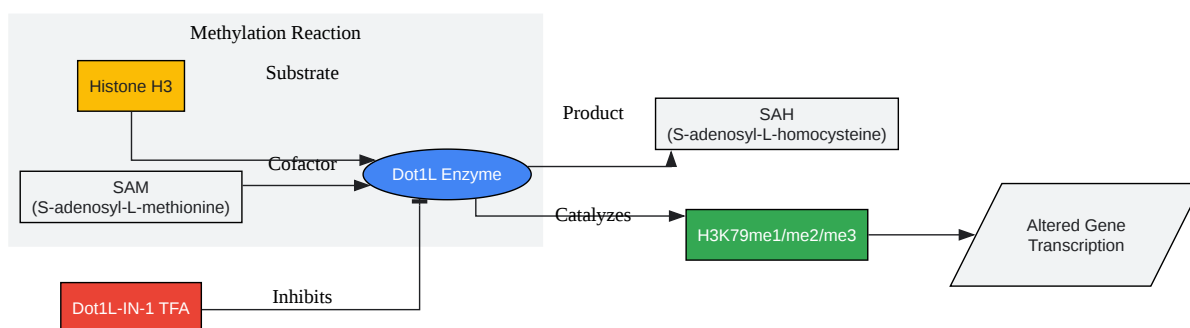 Methylation Reaction
Substrate
Histone H3
Cofactor
SAM
(S-adenosyl-L-methionine)
Dot1L Enzyme
Product
SAH
(S-adenosyl-L-homocysteine)
Catalyzes
H3K79me1/me2/me3
Altered Gene
Transcription
Inhibits
Dot1L-IN-1 TFA